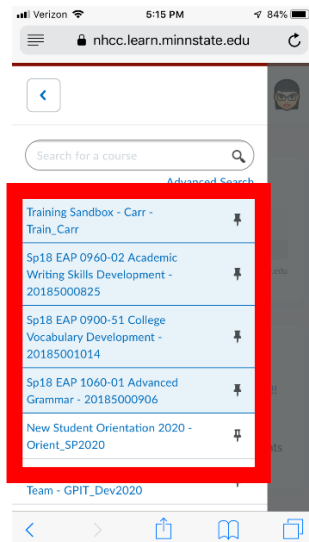 Verizon 5:15 PM 84%
nhcc.learn.minnstate.edu
Search for a course
Advanced Search
Training Sandbox - Carr -
Train_Carr
Sp18 EAP 0960-02 Academic
Writing Skills Development -
20185000825
Sp18 EAP 0900-51 College
Vocabulary Development -
20185001014
Sp18 EAP 1060-01 Advanced
Grammar - 20185000906
New Student Orientation 2020 -
Orient_SP2020
Team - GPIT_Dev2020